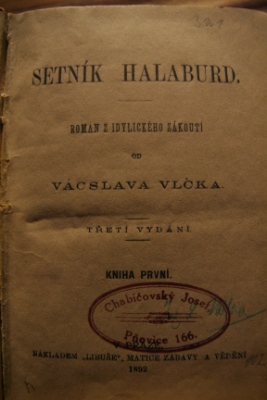 SETNÍK HALABURD.
ROMAN Z IDYLICKÉHO ZÁKOUTÍ
OD
VÁCSLAVA VLČKA.
TŘETÍ VYDÁNÍ.
KNIHA PRVNÍ.
Chabičovský Josef,
166.
NÁKLADEM „LIBUŠE“, MATICE ZÁBAVY A VĚDĚNÍ
1892